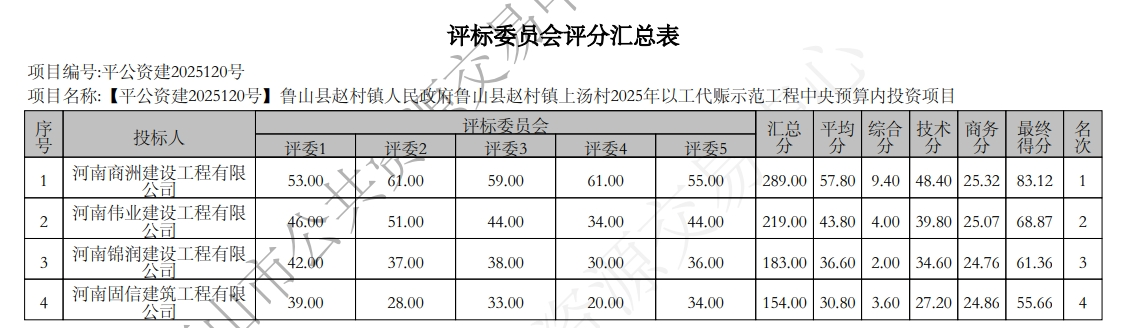 评标委员会评分汇总表
项目编号:平公资建2025120号
项目名称:【平公资建2025120号】鲁山县赵村镇人民政府鲁山县赵村镇上汤村2025年以工代赈示范工程中央预算内投资项目
序号 投标人 评标委员会 汇总分 平均分 综合分 技术分 商务分 最终得分 名次
评委1 评委2 评委3 评委4 评委5
1 河南商洲建设工程有限公司 53.00 61.00 59.00 61.00 55.00 289.00 57.80 9.40 48.40 25.32 83.12 1
2 河南伟业建设工程有限公司 46.00 51.00 44.00 34.00 44.00 219.00 43.80 4.00 39.80 25.07 68.87 2
3 河南锦润建设工程有限公司 42.00 37.00 38.00 30.00 36.00 183.00 36.60 2.00 34.60 24.76 61.36 3
4 河南固信建筑工程有限公司 39.00 28.00 33.00 20.00 34.00 154.00 30.80 3.60 27.20 24.86 55.66 4